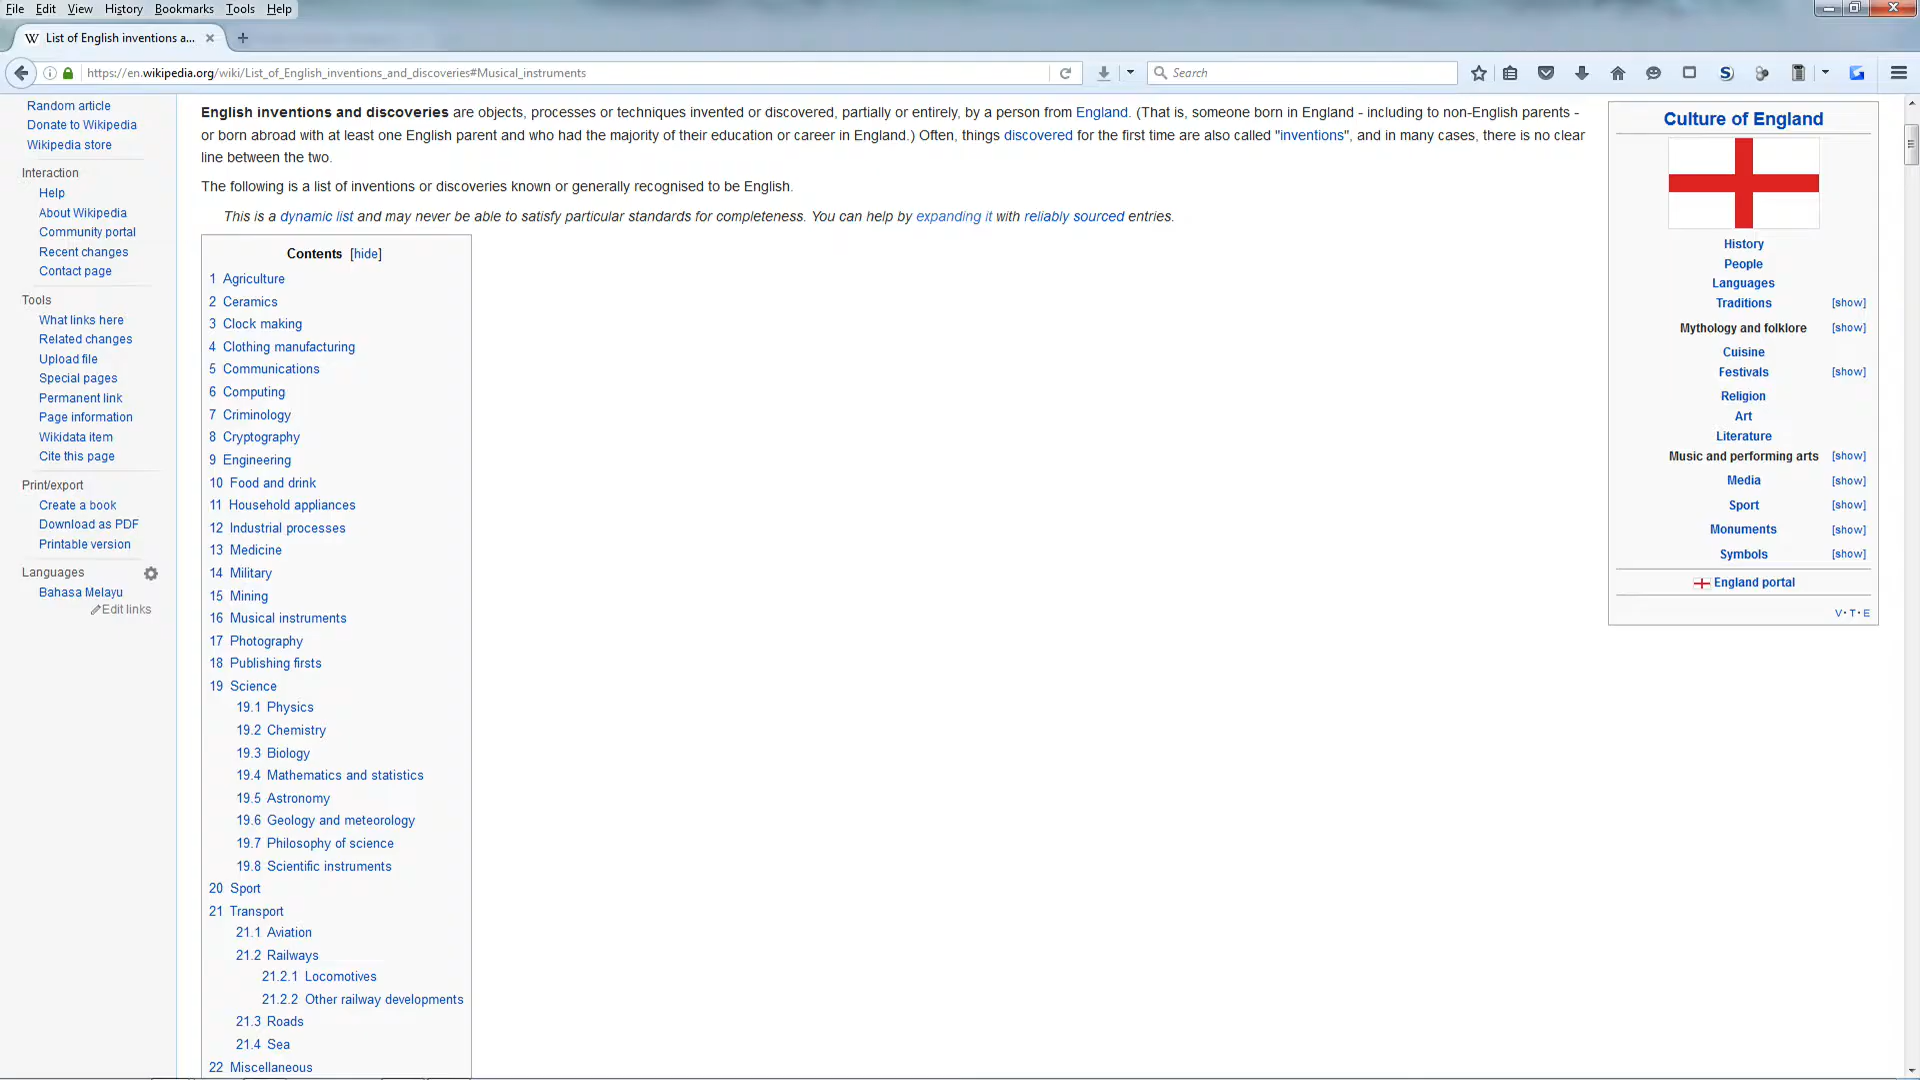 File Edit View History Bookmarks Tools Help
List of English inventions a...
https://en.wikipedia.org/wiki/List_of_English_inventions_and_discoveries#Musical_instruments
Search
Random article
Donate to Wikipedia
Wikipedia store
Interaction
Help
About Wikipedia
Community portal
Recent changes
Contact page
Tools
What links here
Related changes
Upload file
Special pages
Permanent link
Page information
Wikidata item
Cite this page
Print/export
Create a book
Download as PDF
Printable version
Languages
Bahasa Melayu
Edit links
English inventions and discoveries are objects, processes or techniques invented or discovered, partially or entirely, by a person from England. (That is, someone born in England - including to non-English parents -
or born abroad with at least one English parent and who had the majority of their education or career in England.) Often, things discovered for the first time are also called "inventions", and in many cases, there is no clear
line between the two.
The following is a list of inventions or discoveries known or generally recognised to be English.
This is a dynamic list and may never be able to satisfy particular standards for completeness. You can help by expanding it with reliably sourced entries.
Contents [hide]
1 Agriculture
2 Ceramics
3 Clock making
4 Clothing manufacturing
5 Communications
6 Computing
7 Criminology
8 Cryptography
9 Engineering
10 Food and drink
11 Household appliances
12 Industrial processes
13 Medicine
14 Military
15 Mining
16 Musical instruments
17 Photography
18 Publishing firsts
19 Science
19.1 Physics
19.2 Chemistry
19.3 Biology
19.4 Mathematics and statistics
19.5 Astronomy
19.6 Geology and meteorology
19.7 Philosophy of science
19.8 Scientific instruments
20 Sport
21 Transport
21.1 Aviation
21.2 Railways
21.2.1 Locomotives
21.2.2 Other railway developments
21.3 Roads
21.4 Sea
22 Miscellaneous
Culture of England
History
People
Languages
Traditions [show]
Mythology and folklore [show]
Cuisine
Festivals [show]
Religion
Art
Literature
Music and performing arts [show]
Media [show]
Sport [show]
Monuments [show]
Symbols [show]
England portal
V · T · E